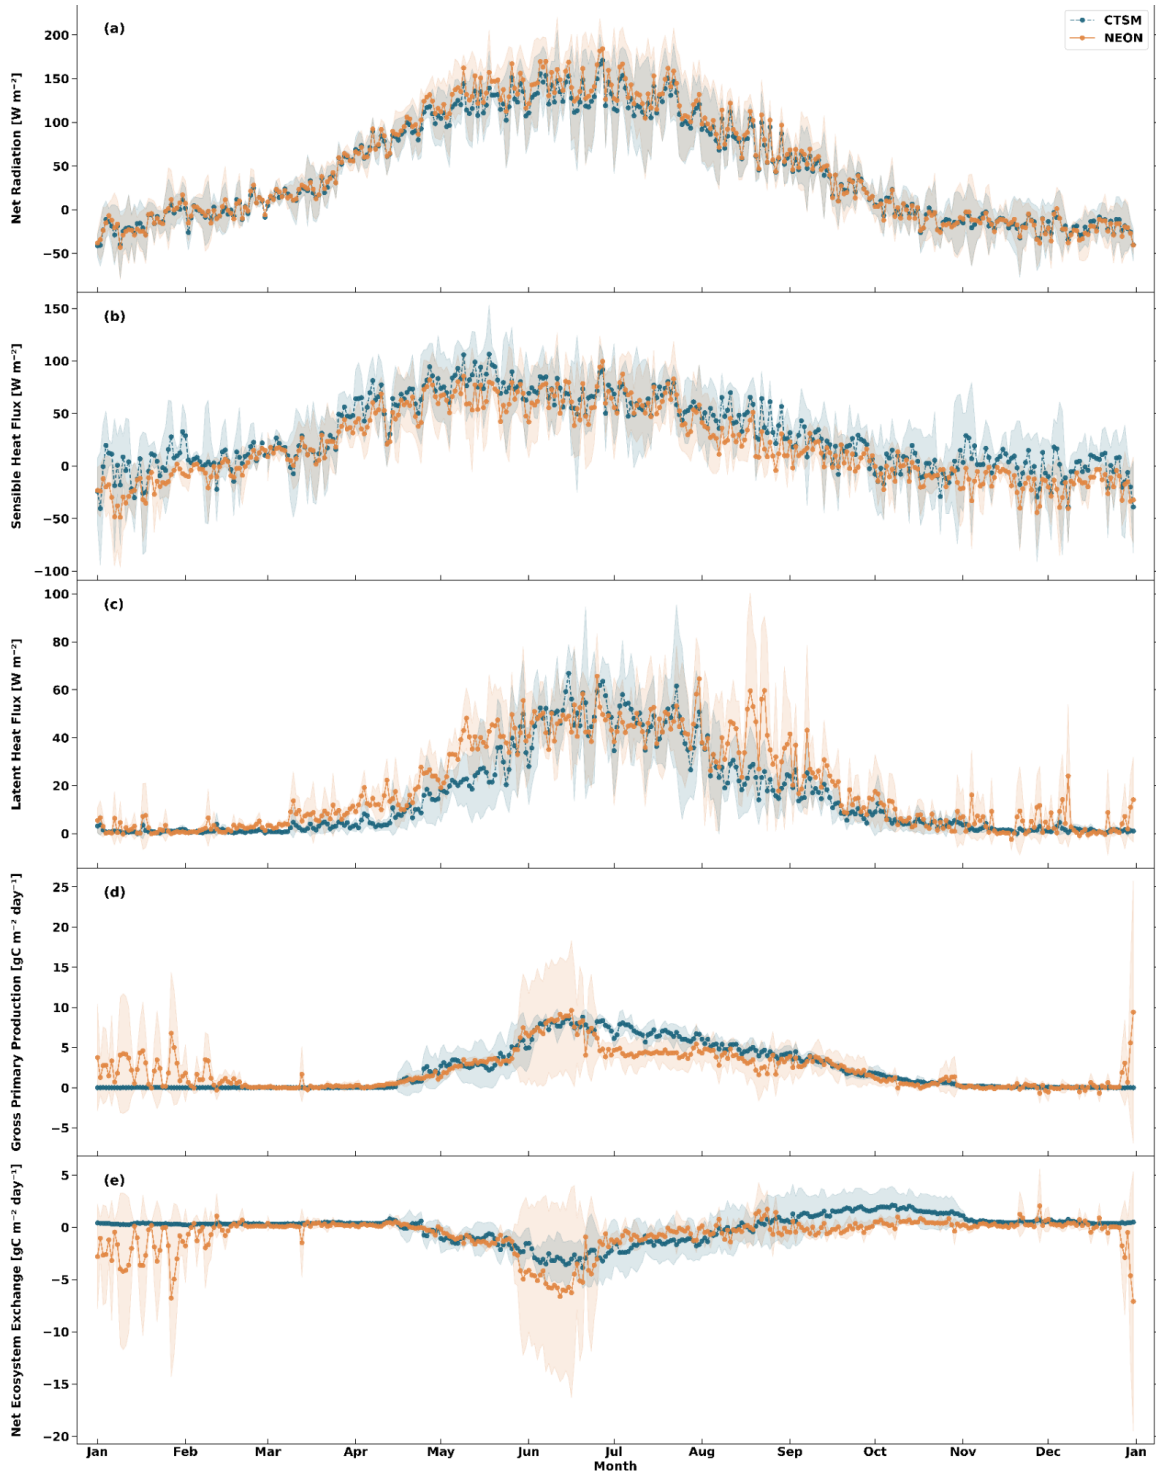 (a)
CTSM
NEON
Net Radiation [W m⁻²]
200
150
100
50
0
−50
(b)
Sensible Heat Flux [W m⁻²]
150
100
50
0
−50
−100
(c)
Latent Heat Flux [W m⁻²]
100
80
60
40
20
0
(d)
Gross Primary Production [gC m⁻² day⁻¹]
25
20
15
10
5
0
−5
(e)
Net Ecosystem Exchange [gC m⁻² day⁻¹]
5
0
−5
−10
−15
−20
Jan Feb Mar Apr May Jun Jul Aug Sep Oct Nov Dec Jan
Month